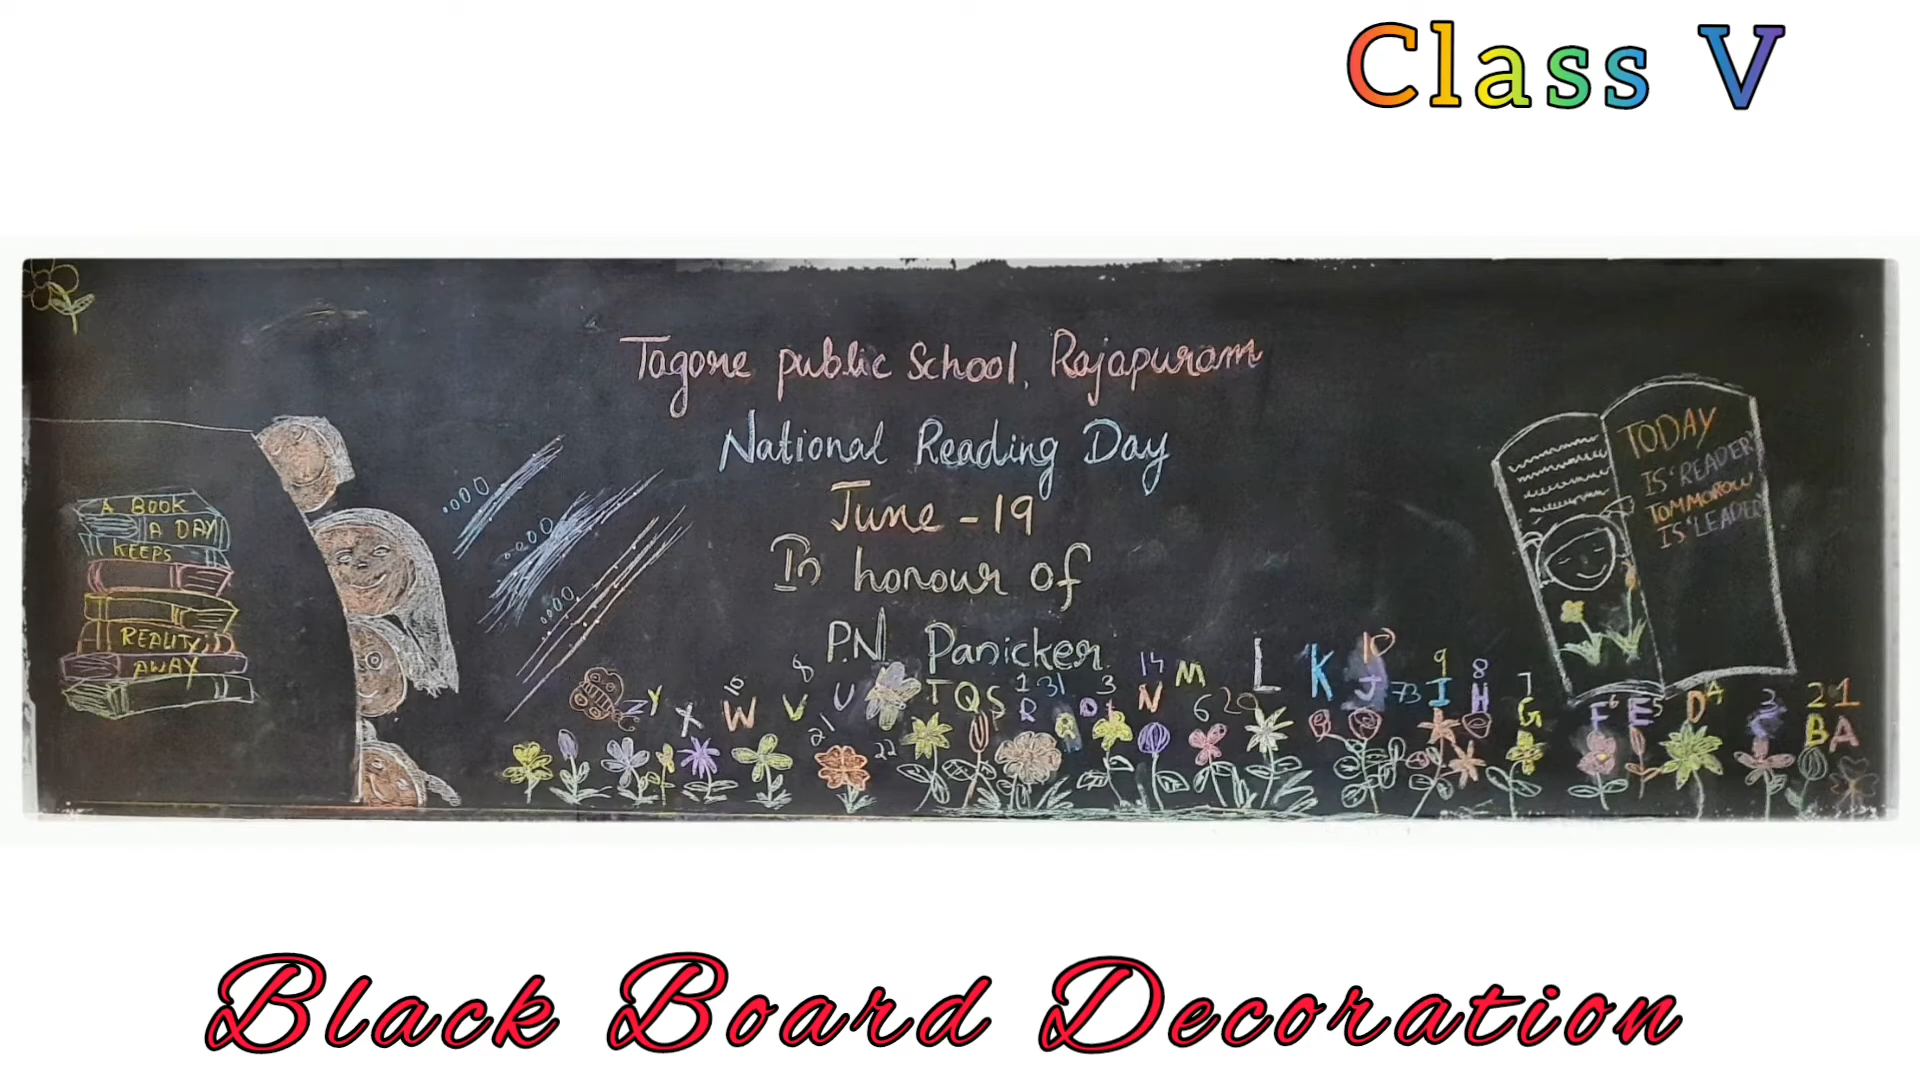 Class V
Tagore public School, Rajapuram
National Reading Day
June - 19
In honour of
P.N Panicker
A BOOK
A DAY
KEEPS
REALITY
AWAY
TODAY
IS 'READER'
TOMMOROW
IS 'LEADER'
Z Y X W V U T Q S R N M L K J I H G F E D C B A
Black Board Decoration